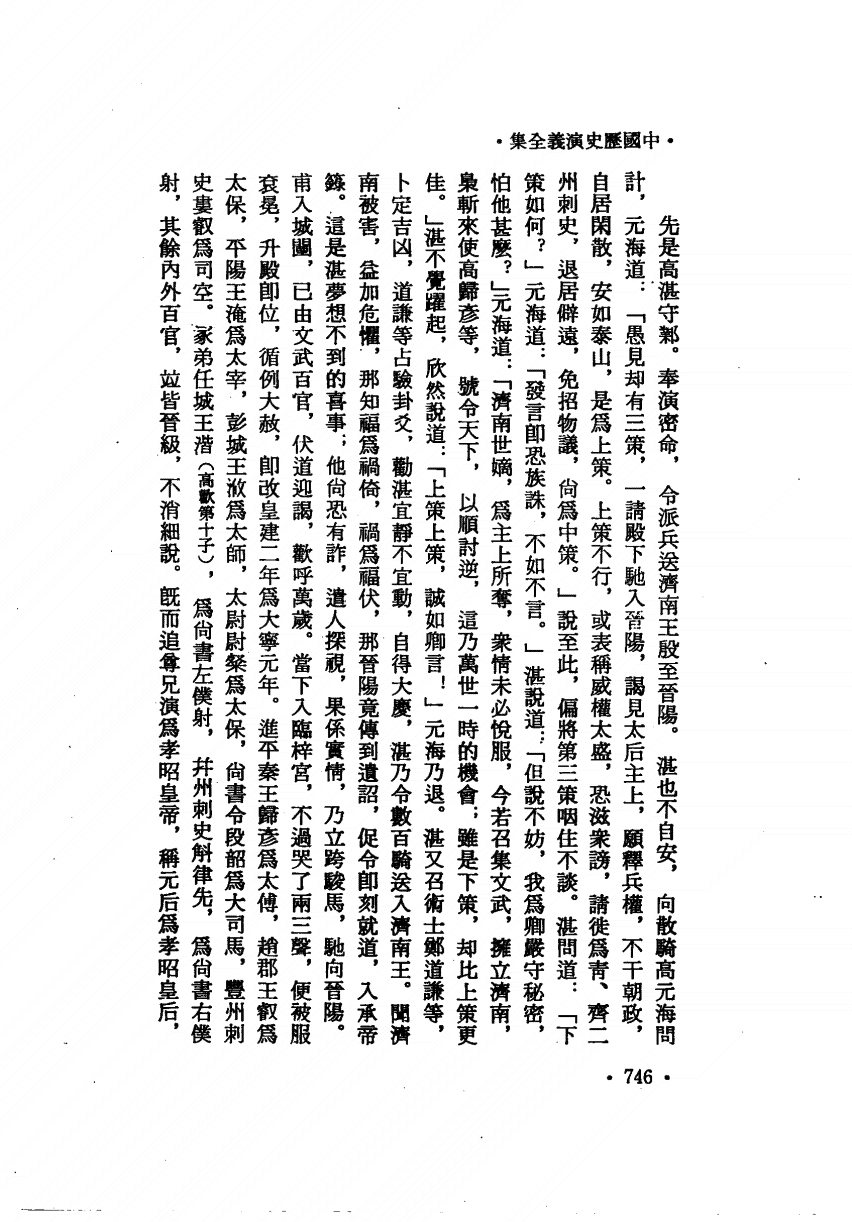 ·中國歷史演義全集·
先是高湛守鄴。奉演密命，令派兵送濟南王殷至晉陽。湛也不自安，向散騎高元海問
計，元海道：「愚見却有三策，一請殿下馳入晉陽，謁見太后主上，願釋兵權，不干朝政，
自居閑散，安如泰山，是爲上策。上策不行，或表稱威權太盛，恐滋衆謗，請徙爲青、齊二
州刺史，退居僻遠，免招物議，尙爲中策。」說至此，偏將第三策咽住不談。湛問道：「下
策如何？」元海道：「發言卽恐族誅，不如不言。」湛說道：「但說不妨，我爲卿嚴守秘密，
怕他甚麼？」元海道：「濟南世嫡，爲主上所奪，衆情未必悅服，今若召集文武，擁立濟南，
梟斬來使高歸彥等，號令天下，以順討逆，這乃萬世一時的機會；雖是下策，却比上策更
佳。」湛不覺躍起，欣然說道：「上策上策，誠如卿言！」元海乃退。湛又召術士鄭道謙等，
卜定吉凶，道謙等占驗卦爻，勸湛宜靜不宜動，自得大慶，湛乃令數百騎送入濟南王。聞濟
南被害，益加危懼，那知福爲禍倚，禍爲福伏，那晉陽竟傳到遺詔，促令卽刻就道，入承帝
籙。這是湛夢想不到的喜事；他尙恐有詐，遣人探視，果係實情，乃立跨駿馬，馳向晉陽。
甫入城闉，已由文武百官，伏道迎謁，歡呼萬歲。當下入臨梓宮，不過哭了兩三聲，便被服
袞冕，升殿卽位，循例大赦，卽改皇建二年爲大寧元年。進平秦王歸彥爲太傅，趙郡王叡爲
太保，平陽王淹爲太宰，彭城王浟爲太師，太尉尉粲爲太保，尙書令段韶爲大司馬，豐州刺
史婁叡爲司空。冢弟任城王湝（高歡第十子），爲尙書左僕射，幷州刺史斛律先，爲尙書右僕
射，其餘內外百官，竝皆晉級，不消細說。旣而追尊兄演爲孝昭皇帝，稱元后爲孝昭皇后，
·746·